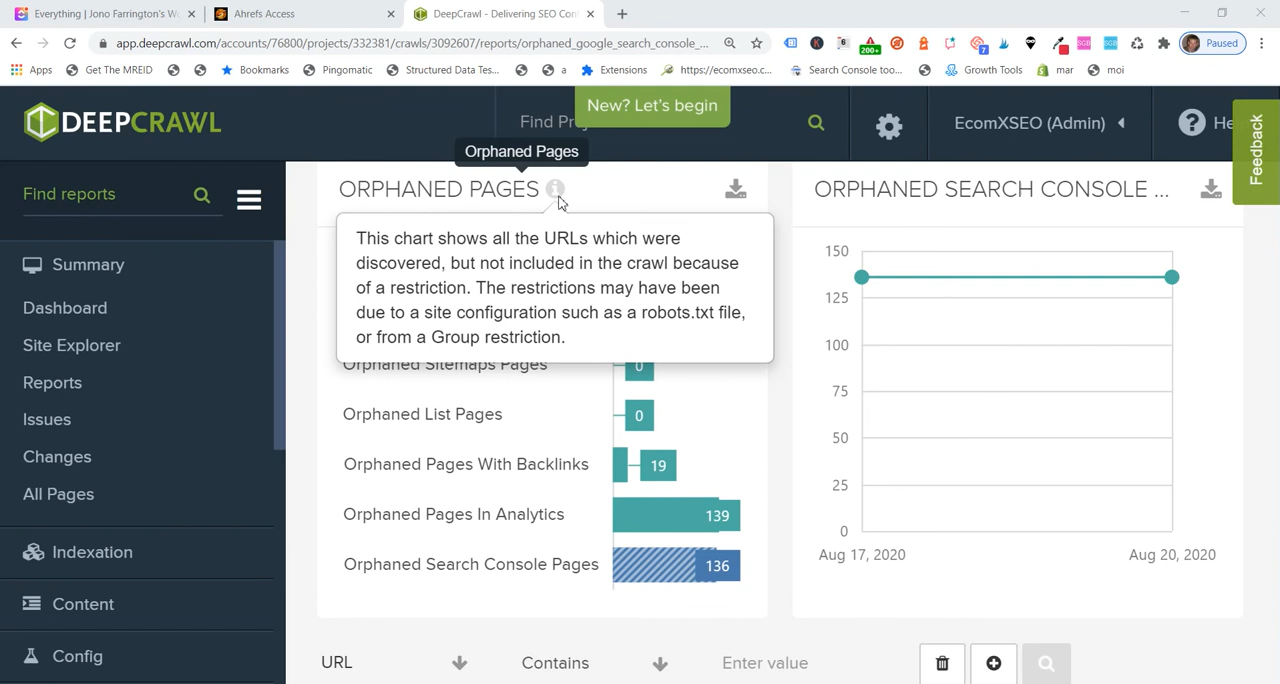 Everything | Jono Farrington's W
Ahrefs Access
DeepCrawl - Delivering SEO Con
app.deepcrawl.com/accounts/76800/projects/332381/crawls/3092607/reports/orphaned_google_search_console_...
Paused
Apps
Get The MREID
Bookmarks
Pingomatic
Structured Data Tes...
a
Extensions
https://ecomxseo.c...
Search Console too...
Growth Tools
mar
moi
DEEPCRAWL
Find Pr
New? Let's begin
EcomXSEO (Admin)
He
Feedback
Orphaned Pages
Find reports
Summary
Dashboard
Site Explorer
Reports
Issues
Changes
All Pages
Indexation
Content
Config
ORPHANED PAGES
This chart shows all the URLs which were
discovered, but not included in the crawl because
of a restriction. The restrictions may have been
due to a site configuration such as a robots.txt file,
or from a Group restriction.
Orphaned Sitemaps Pages 0
Orphaned List Pages 0
Orphaned Pages With Backlinks 19
Orphaned Pages In Analytics 139
Orphaned Search Console Pages 136
ORPHANED SEARCH CONSOLE ...
150
125
100
75
50
25
0
Aug 17, 2020 Aug 20, 2020
URL Contains Enter value